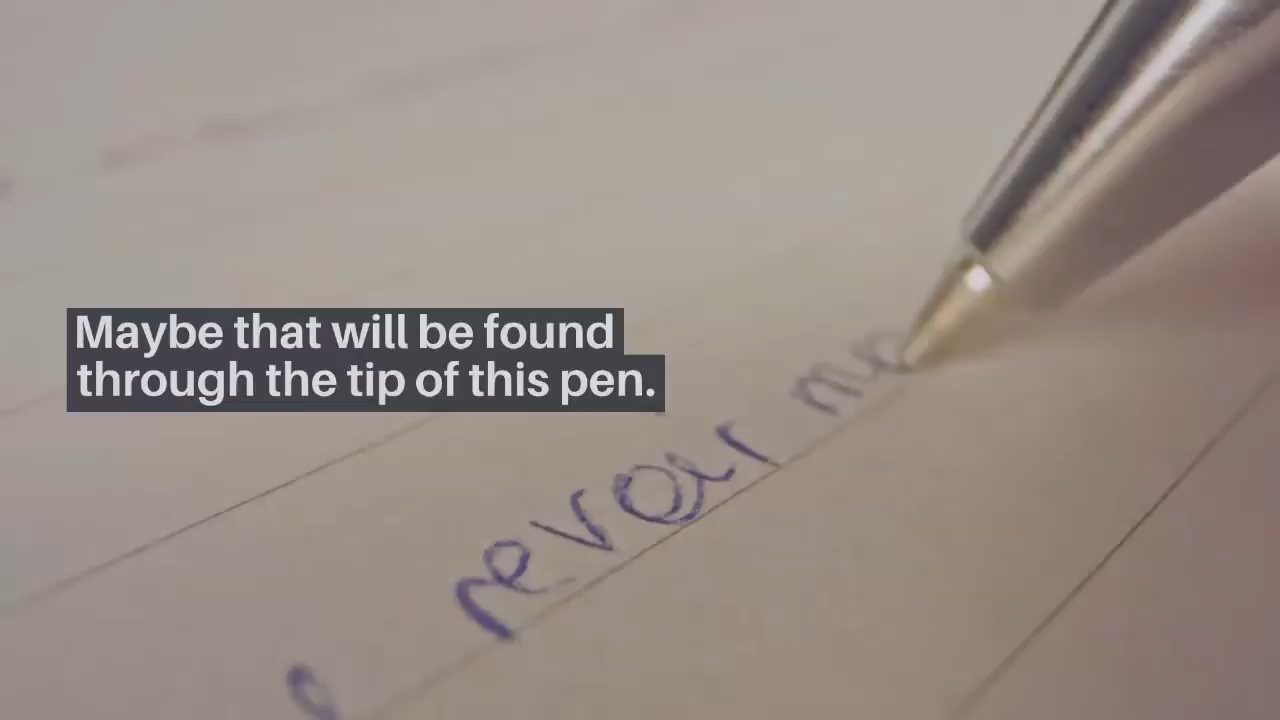 Maybe that will be found
through the tip of this pen.
revoir